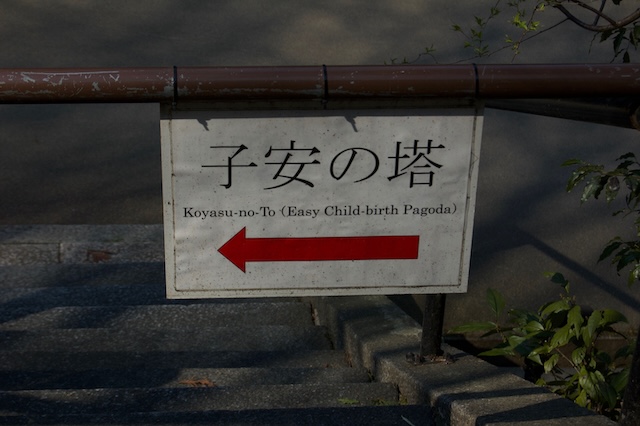 子安の塔
Koyasu-no-To (Easy Child-birth Pagoda)